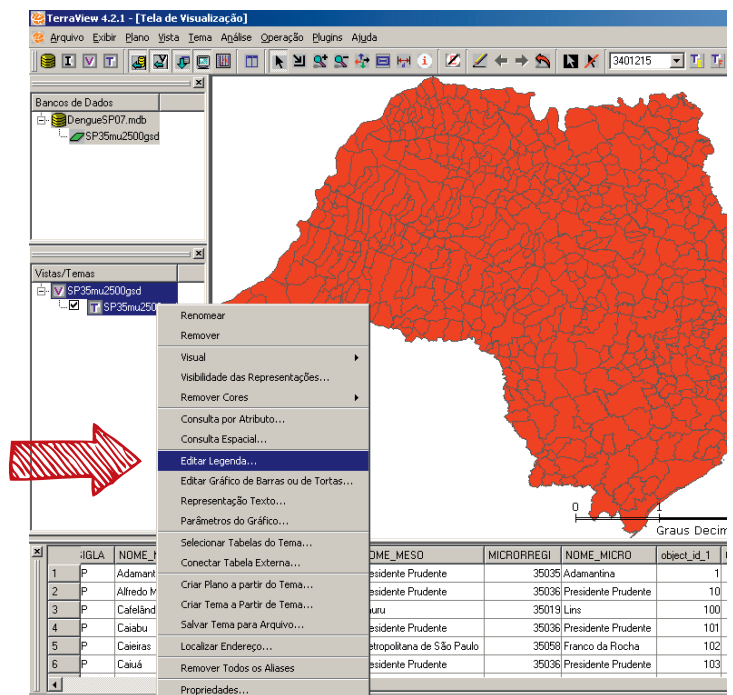 TerraView 4.2.1 - [Tela de Visualização]
Arquivo Exibir Plano Vista Tema Análise Operação Plugins Ajuda
I V T 3401215
Bancos de Dados
DengueSP07.mdb
SP35mu2500gsd
Vistas/Temas
V SP35mu2500gsd
T SP35mu2500
Renomear
Remover
Visual
Visibilidade das Representações...
Remover Cores
Consulta por Atributo...
Consulta Espacial...
Editar Legenda...
Editar Gráfico de Barras ou de Tortas...
Representação Texto...
Parâmetros do Gráfico...
Selecionar Tabelas do Tema...
Conectar Tabela Externa...
Criar Plano a partir do Tema...
Criar Tema a Partir de Tema...
Salvar Tema para Arquivo...
Localizar Endereço...
Remover Todos os Aliases
Propriedades...
0 1
Graus Decim
IGLA NOME_M OME_MESO MICRORREGI NOME_MICRO object_id_1
1 P Adamant esidente Prudente 35035 Adamantina 1
2 P Alfredo M esidente Prudente 35036 Presidente Prudente 10
3 P Cafelând uru 35019 Lins 100
4 P Caiabu esidente Prudente 35036 Presidente Prudente 101
5 P Caieiras etropolitana de São Paulo 35058 Franco da Rocha 102
6 P Caiuá esidente Prudente 35036 Presidente Prudente 103